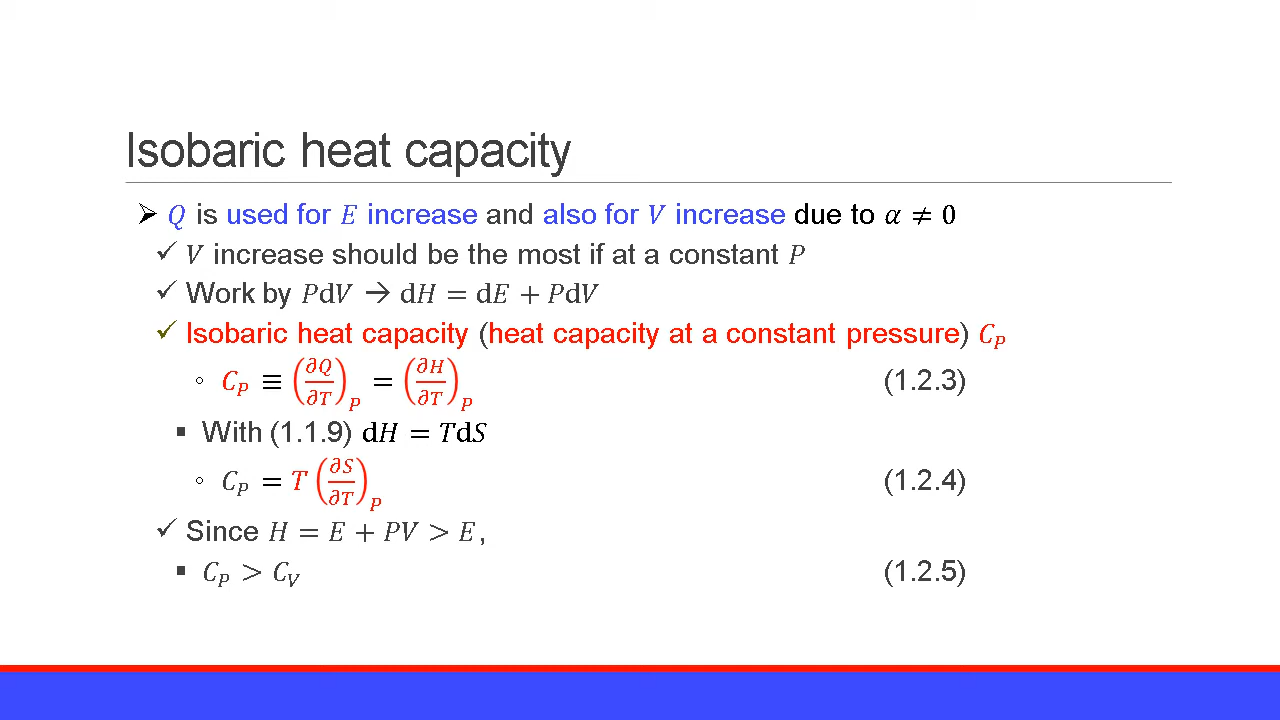 Isobaric heat capacity
➢ Q is used for E increase and also for V increase due to α ≠ 0
✓ V increase should be the most if at a constant P
✓ Work by PdV → dH = dE + PdV
✓ Isobaric heat capacity (heat capacity at a constant pressure) C_P
◦ C_P ≡ (∂Q/∂T)_P = (∂H/∂T)_P (1.2.3)
▪ With (1.1.9) dH = TdS
◦ C_P = T (∂S/∂T)_P (1.2.4)
✓ Since H = E + PV > E,
▪ C_P > C_V (1.2.5)